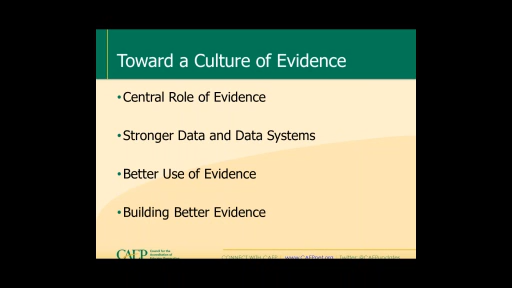 Toward a Culture of Evidence
•Central Role of Evidence
•Stronger Data and Data Systems
•Better Use of Evidence
•Building Better Evidence
CAEP
CONNECT WITH CAEP | www.CAEPnet.org | Twitter: @CAEPupdates